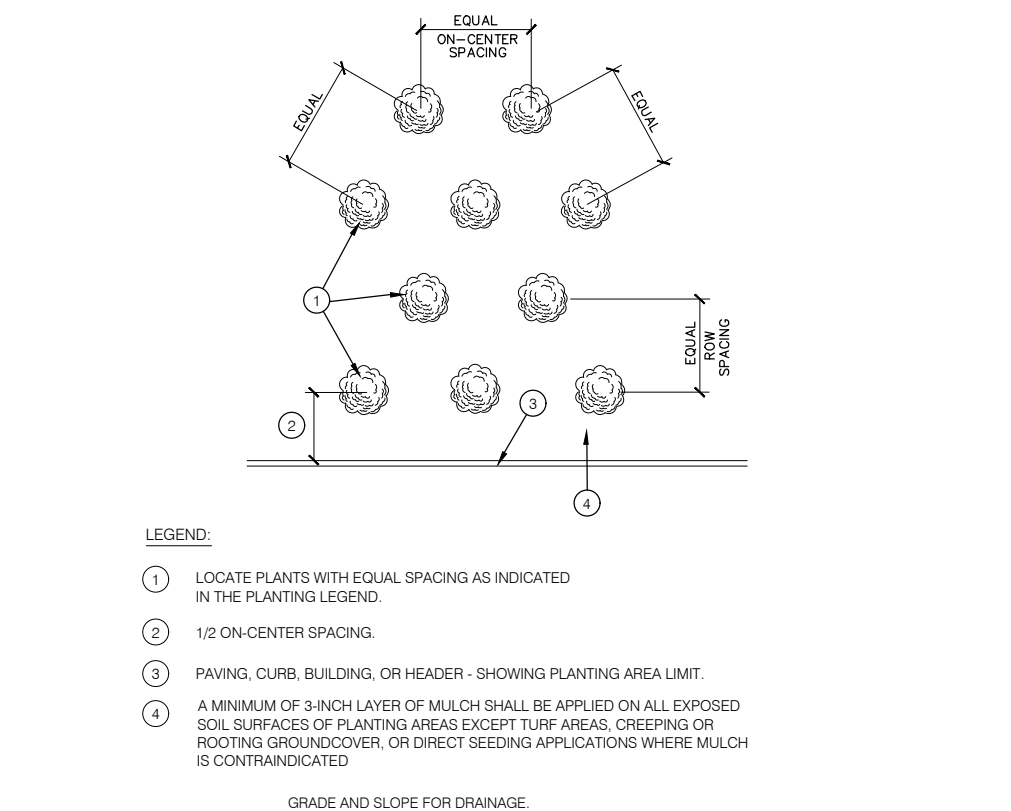 EQUAL
ON-CENTER
SPACING
EQUAL
EQUAL
1
EQUAL
ROW
SPACING
2
3
4
LEGEND:
1 LOCATE PLANTS WITH EQUAL SPACING AS INDICATED
IN THE PLANTING LEGEND.
2 1/2 ON-CENTER SPACING.
3 PAVING, CURB, BUILDING, OR HEADER - SHOWING PLANTING AREA LIMIT.
4 A MINIMUM OF 3-INCH LAYER OF MULCH SHALL BE APPLIED ON ALL EXPOSED
SOIL SURFACES OF PLANTING AREAS EXCEPT TURF AREAS, CREEPING OR
ROOTING GROUNDCOVER, OR DIRECT SEEDING APPLICATIONS WHERE MULCH
IS CONTRAINDICATED
GRADE AND SLOPE FOR DRAINAGE.